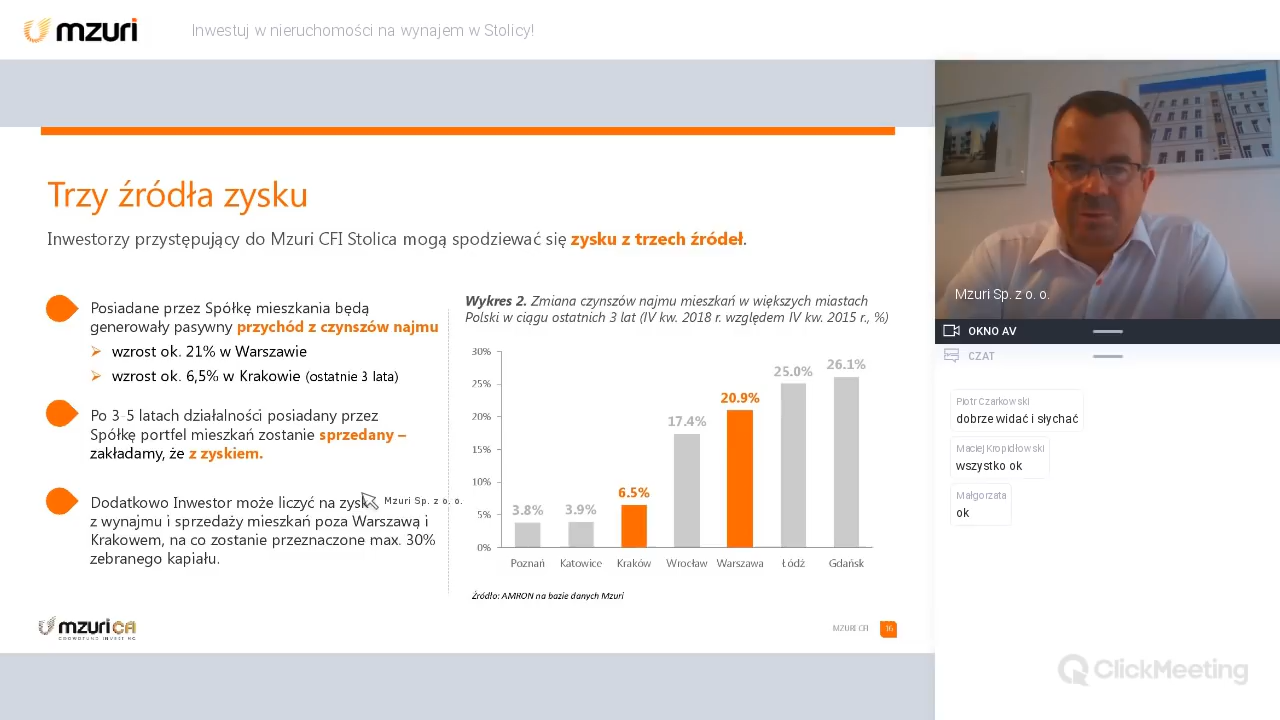 mzuri
Inwestuj w nieruchomości na wynajem w Stolicy!
Trzy źródła zysku
Inwestorzy przystępujący do Mzuri CFI Stolica mogą spodziewać się zysku z trzech źródeł.
Posiadane przez Spółkę mieszkania będą
generowały pasywny przychód z czynszów najmu
wzrost ok. 21% w Warszawie
wzrost ok. 6,5% w Krakowie (ostatnie 3 lata)
Po 3-5 latach działalności posiadany przez
Spółkę portfel mieszkań zostanie sprzedany –
zakładamy, że z zyskiem.
Dodatkowo Inwestor może liczyć na zysk
z wynajmu i sprzedaży mieszkań poza Warszawą i
Krakowem, na co zostanie przeznaczone max. 30%
zebranego kapiału.
Mzuri Sp. z o. o.
Wykres 2. Zmiana czynszów najmu mieszkań w większych miastach
Polski w ciągu ostatnich 3 lat (IV kw. 2018 r. względem IV kw. 2015 r., %)
30%
25%
20%
15%
10%
5%
0%
3.8%
3.9%
6.5%
17.4%
20.9%
25.0%
26.1%
Poznań
Katowice
Kraków
Wrocław
Warszawa
Łódź
Gdańsk
Źródło: AMRON na bazie danych Mzuri
mzuri
CROWDFUND INVESTING
MZURI CFI
16
Mzuri Sp. z o. o.
OKNO AV
CZAT
Piotr Czarkowski
dobrze widać i słychać
Maciej Kropidłowski
wszystko ok
Małgorzata
ok
ClickMeeting